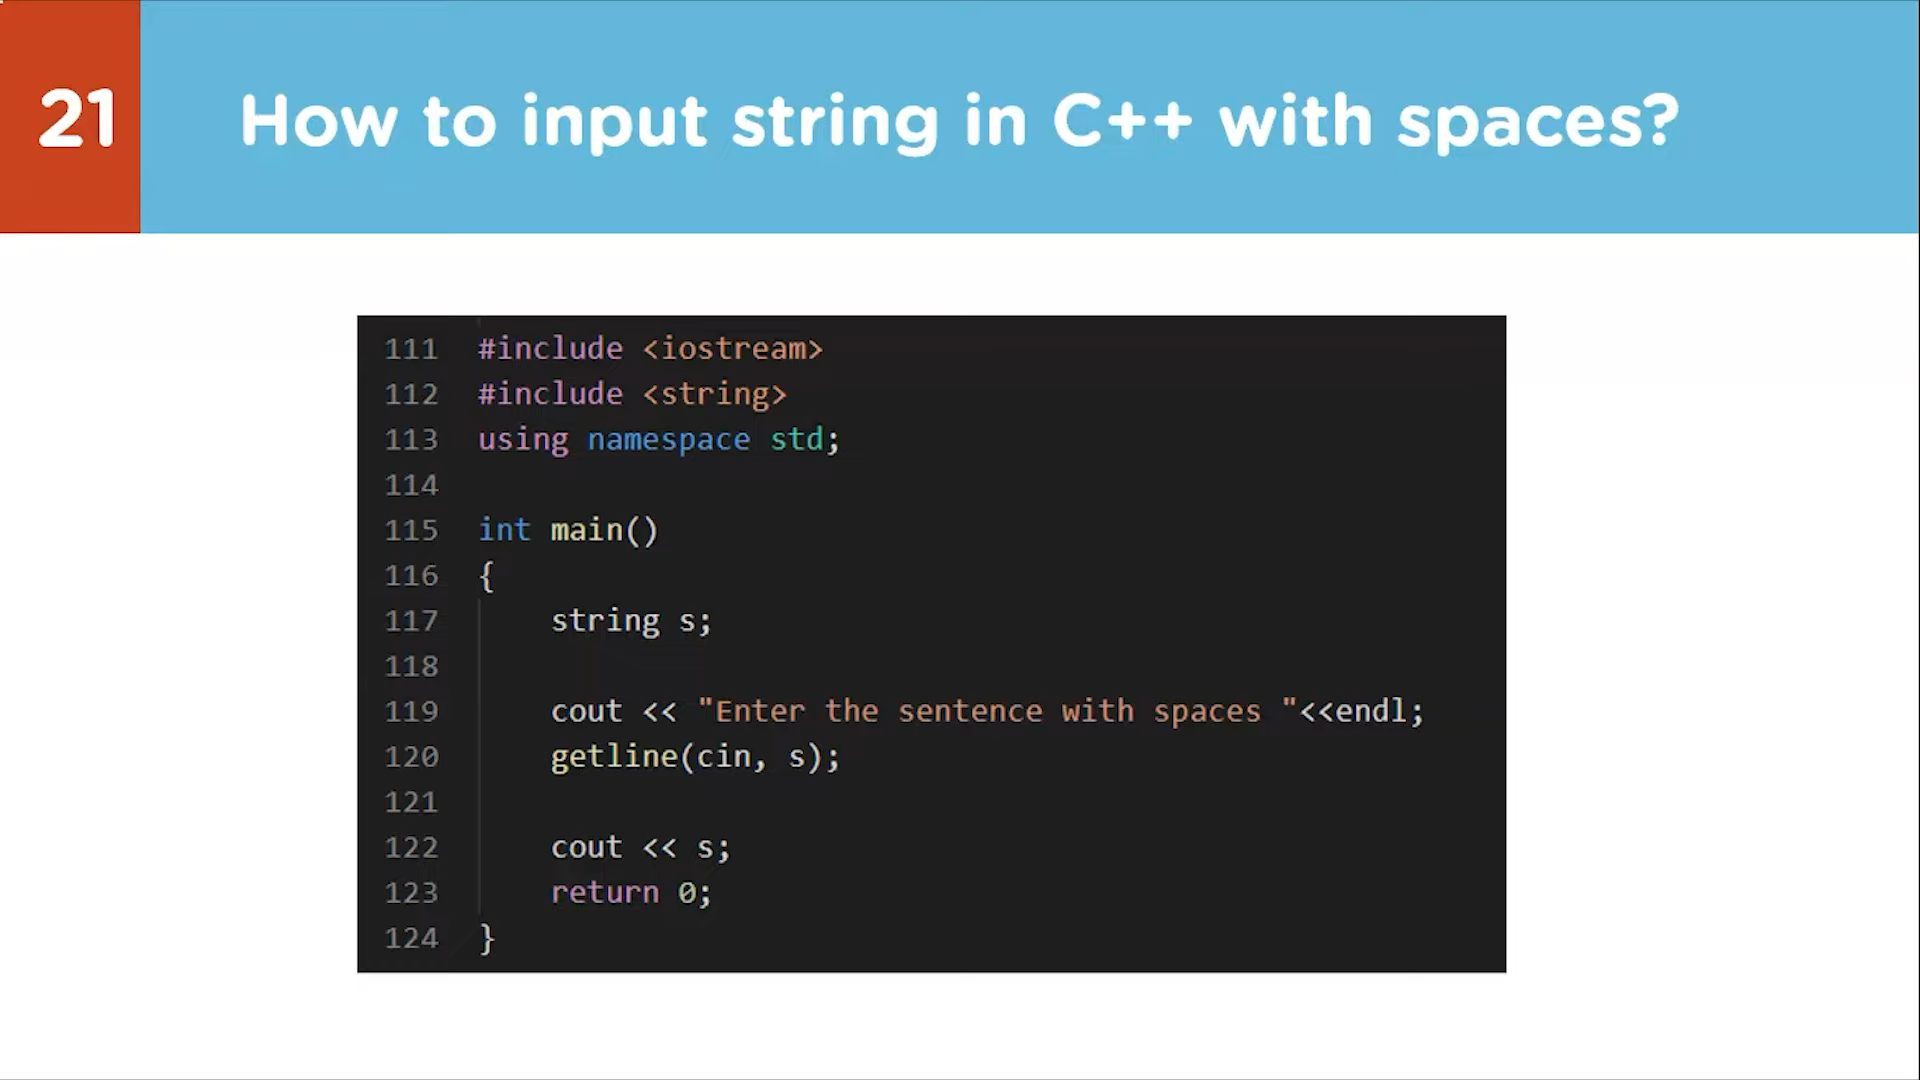 21
How to input string in C++ with spaces?
111 #include <iostream>
112 #include <string>
113 using namespace std;
114
115 int main()
116 {
117     string s;
118
119     cout << "Enter the sentence with spaces "<<endl;
120     getline(cin, s);
121
122     cout << s;
123     return 0;
124 }